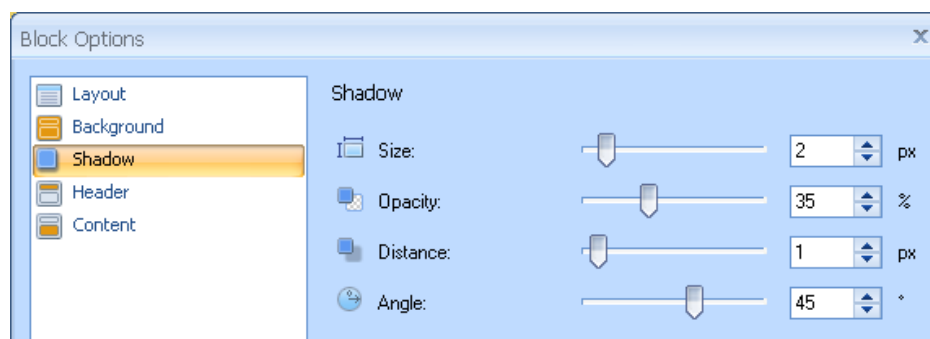 Block Options
x
Layout
Background
Shadow
Header
Content
Shadow
Size: 2 px
Opacity: 35 %
Distance: 1 px
Angle: 45 °